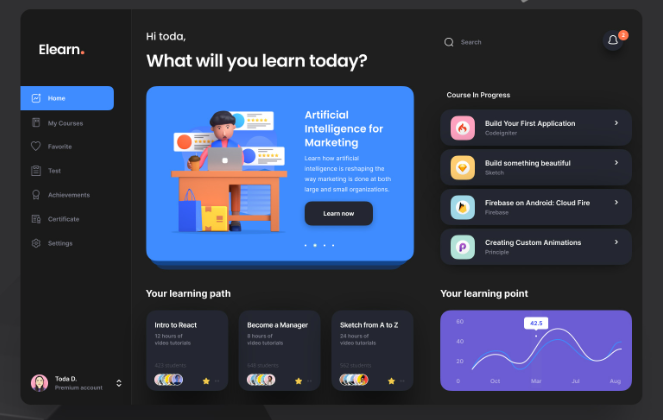 Elearn.
Home
My Courses
Favorite
Test
Achievements
Certificate
Settings
Toda D.
Premium account
Hi toda,
What will you learn today?
Search
2
Artificial
Intelligence for
Marketing
Learn how artificial
intelligence is reshaping the
way marketing is done at both
large and small organizations.
Learn now
Course In Progress
Build Your First Application
Codeigniter
Build something beautiful
Sketch
Firebase on Android: Cloud Fire
Firebase
Creating Custom Animations
Principle
Your learning path
Intro to React
12 hours of
video tutorials
students
Become a Manager
8 hours of
video tutorials
students
Sketch from A to Z
24 hours of
video tutorials
students
Your learning point
60
42.5
40
20
0 Oct Mar Jul Aug